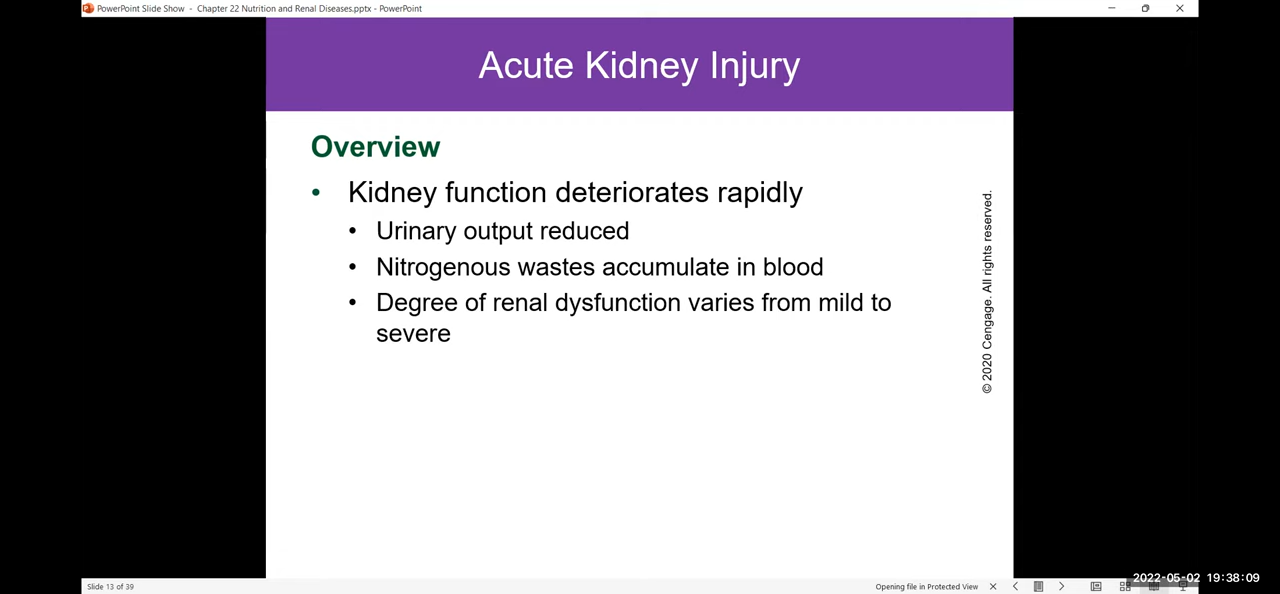 PowerPoint Slide Show - Chapter 22 Nutrition and Renal Diseases.pptx - PowerPoint
Acute Kidney Injury
Overview
• Kidney function deteriorates rapidly
• Urinary output reduced
• Nitrogenous wastes accumulate in blood
• Degree of renal dysfunction varies from mild to
severe
© 2020 Cengage. All rights reserved.
Slide 13 of 39
Opening file in Protected View
2022-05-02 19:38:09